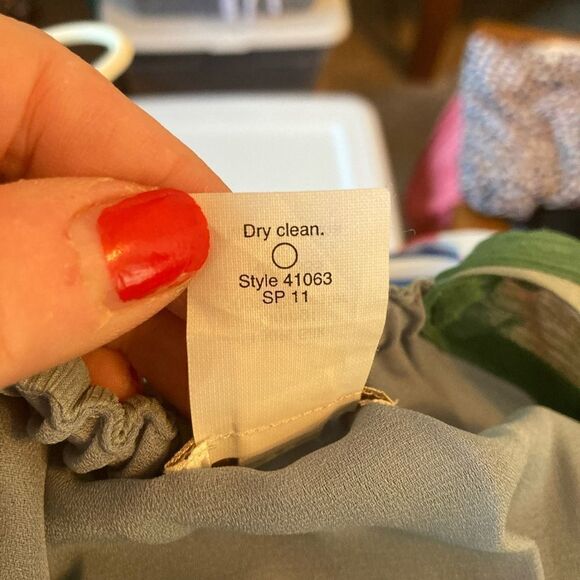 Dry clean.
Style 41063
SP 11